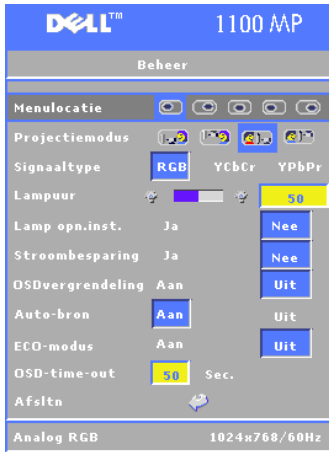 DELL™ 1100 MP
Beheer
Menulocatie
Projectiemodus
Signaaltype RGB YCbCr YPbPr
Lampuur 50
Lamp opn.inst. Ja Nee
Stroombesparing Ja Nee
OSDvergrendeling Aan Uit
Auto-bron Aan Uit
ECO-modus Aan Uit
OSD-time-out 50 Sec.
Afsltn
Analog RGB 1024x768/60Hz